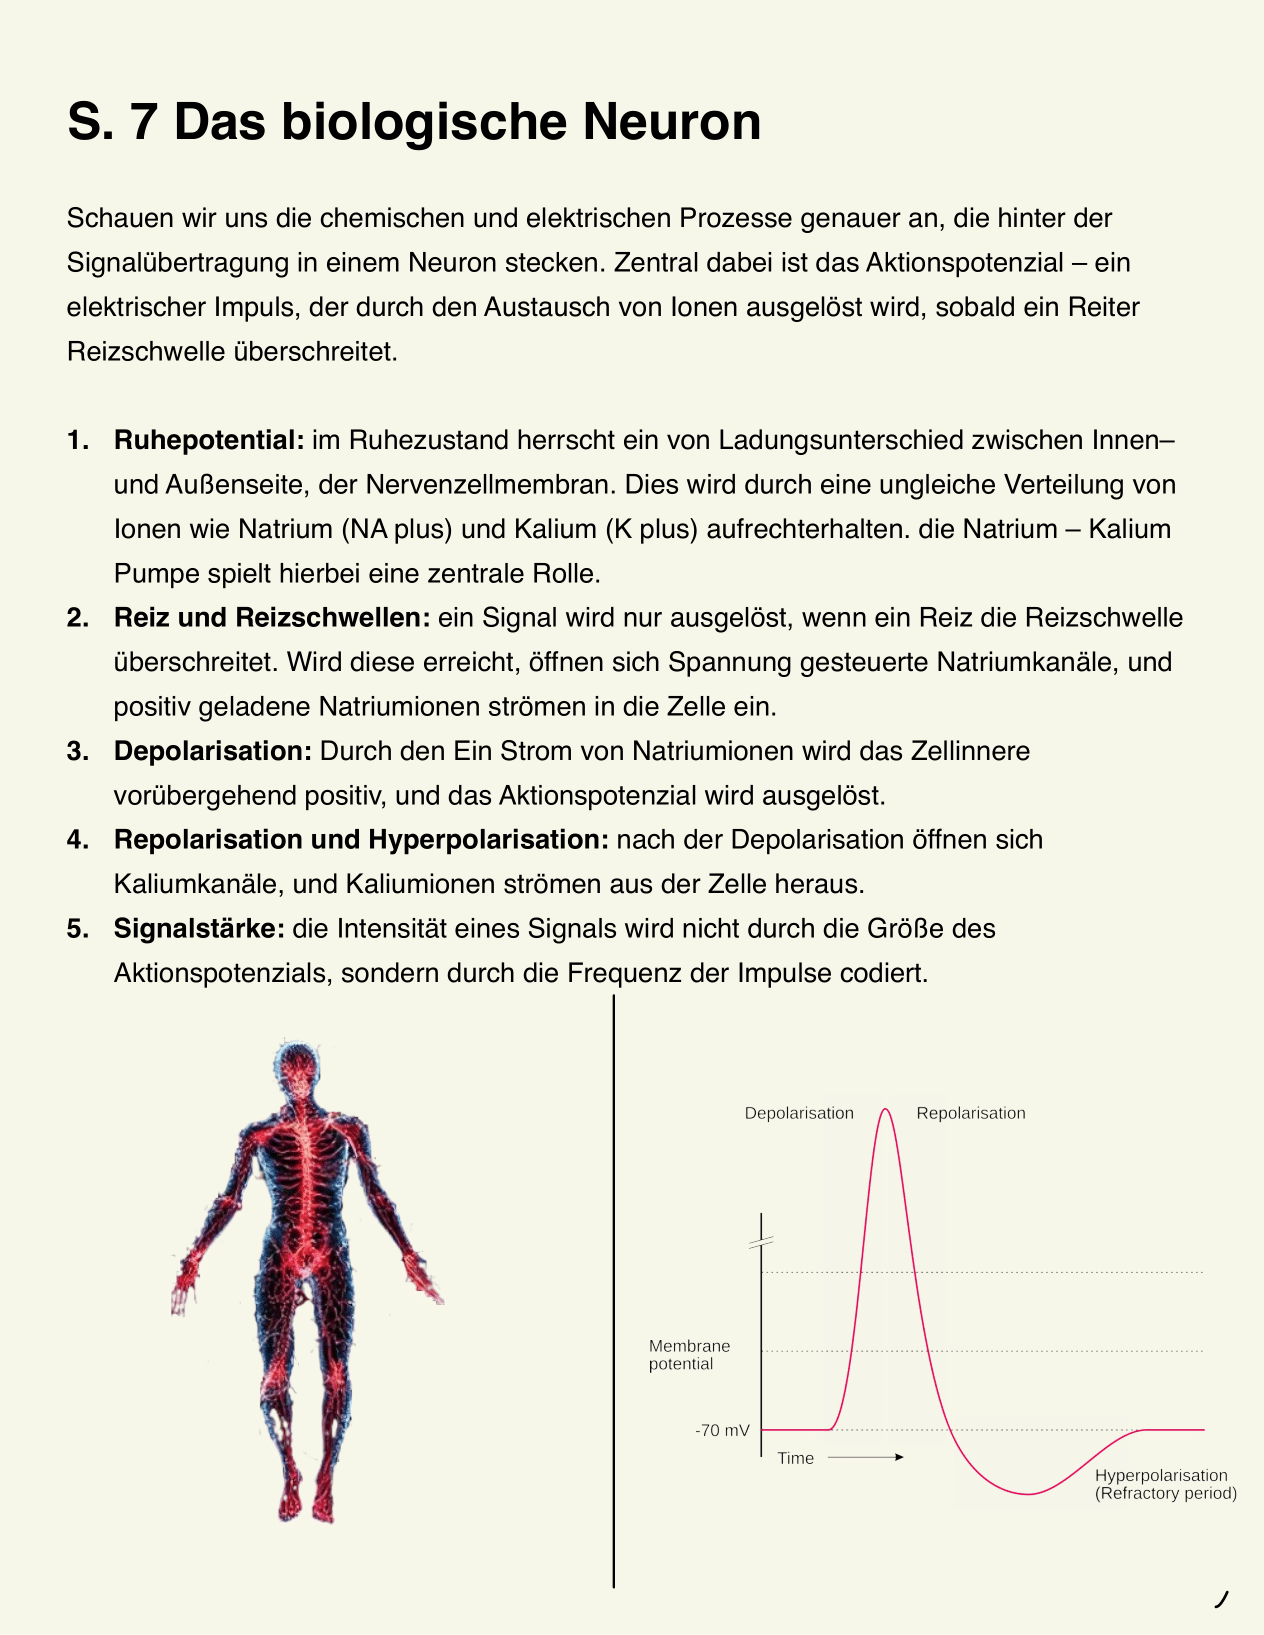 S. 7 Das biologische Neuron
Schauen wir uns die chemischen und elektrischen Prozesse genauer an, die hinter der
Signalübertragung in einem Neuron stecken. Zentral dabei ist das Aktionspotenzial – ein
elektrischer Impuls, der durch den Austausch von Ionen ausgelöst wird, sobald ein Reiter
Reizschwelle überschreitet.
1. Ruhepotential: im Ruhezustand herrscht ein von Ladungsunterschied zwischen Innen–
und Außenseite, der Nervenzellmembran. Dies wird durch eine ungleiche Verteilung von
Ionen wie Natrium (NA plus) und Kalium (K plus) aufrechterhalten. die Natrium – Kalium
Pumpe spielt hierbei eine zentrale Rolle.
2. Reiz und Reizschwellen: ein Signal wird nur ausgelöst, wenn ein Reiz die Reizschwelle
überschreitet. Wird diese erreicht, öffnen sich Spannung gesteuerte Natriumkanäle, und
positiv geladene Natriumionen strömen in die Zelle ein.
3. Depolarisation: Durch den Ein Strom von Natriumionen wird das Zellinnere
vorübergehend positiv, und das Aktionspotenzial wird ausgelöst.
4. Repolarisation und Hyperpolarisation: nach der Depolarisation öffnen sich
Kaliumkanäle, und Kaliumionen strömen aus der Zelle heraus.
5. Signalstärke: die Intensität eines Signals wird nicht durch die Größe des
Aktionspotenzials, sondern durch die Frequenz der Impulse codiert.
Depolarisation
Repolarisation
Membrane
potential
-70 mV
Time
Hyperpolarisation
(Refractory period)